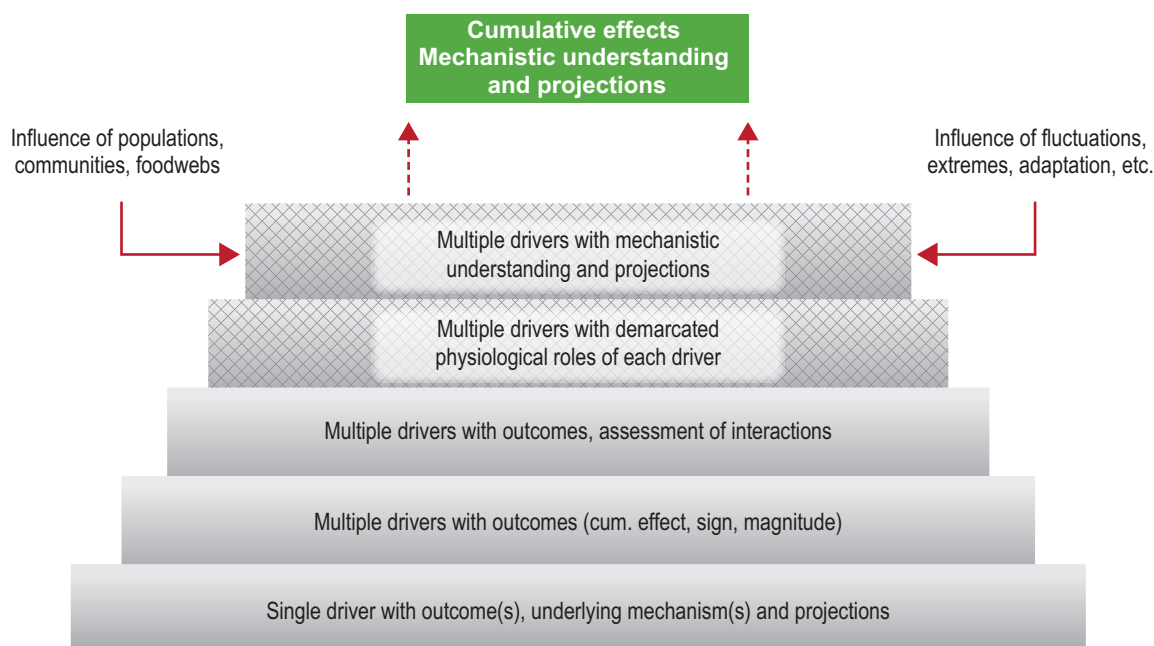 Cumulative effects
Mechanistic understanding
and projections
Influence of populations,
communities, foodwebs
Influence of fluctuations,
extremes, adaptation, etc.
Multiple drivers with mechanistic
understanding and projections
Multiple drivers with demarcated
physiological roles of each driver
Multiple drivers with outcomes, assessment of interactions
Multiple drivers with outcomes (cum. effect, sign, magnitude)
Single driver with outcome(s), underlying mechanism(s) and projections